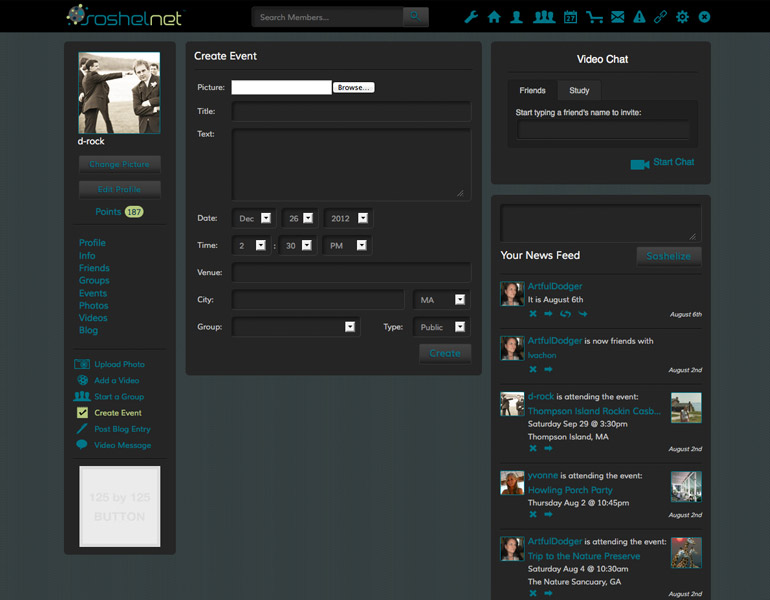 soshelnet
Search Members...
27
d-rock
Change Picture
Edit Profile
Points 187
Profile
Info
Friends
Groups
Events
Photos
Videos
Blog
Upload Photo
Add a Video
Start a Group
Create Event
Post Blog Entry
Video Message
125 by 125
BUTTON
Create Event
Picture: Browse...
Title:
Text:
Date: Dec 26 2012
Time: 2 : 30 PM
Venue:
City: MA
Group: Type: Public
Create
Video Chat
Friends Study
Start typing a friend's name to invite:
Start Chat
Your News Feed Soshelize
ArtfulDodger
It is August 6th
August 6th
ArtfulDodger is now friends with
Ivachan
August 2nd
d-rock is attending the event:
Thompson Island Rockin Casb...
Saturday Sep 29 @ 3:30pm
Thompson Island, MA
August 2nd
yvonne is attending the event:
Howling Porch Party
Thursday Aug 2 @ 10:45pm
August 2nd
ArtfulDodger is attending the event:
Trip to the Nature Preserve
Saturday Aug 4 @ 10:30am
The Nature Sancuary, GA
August 2nd